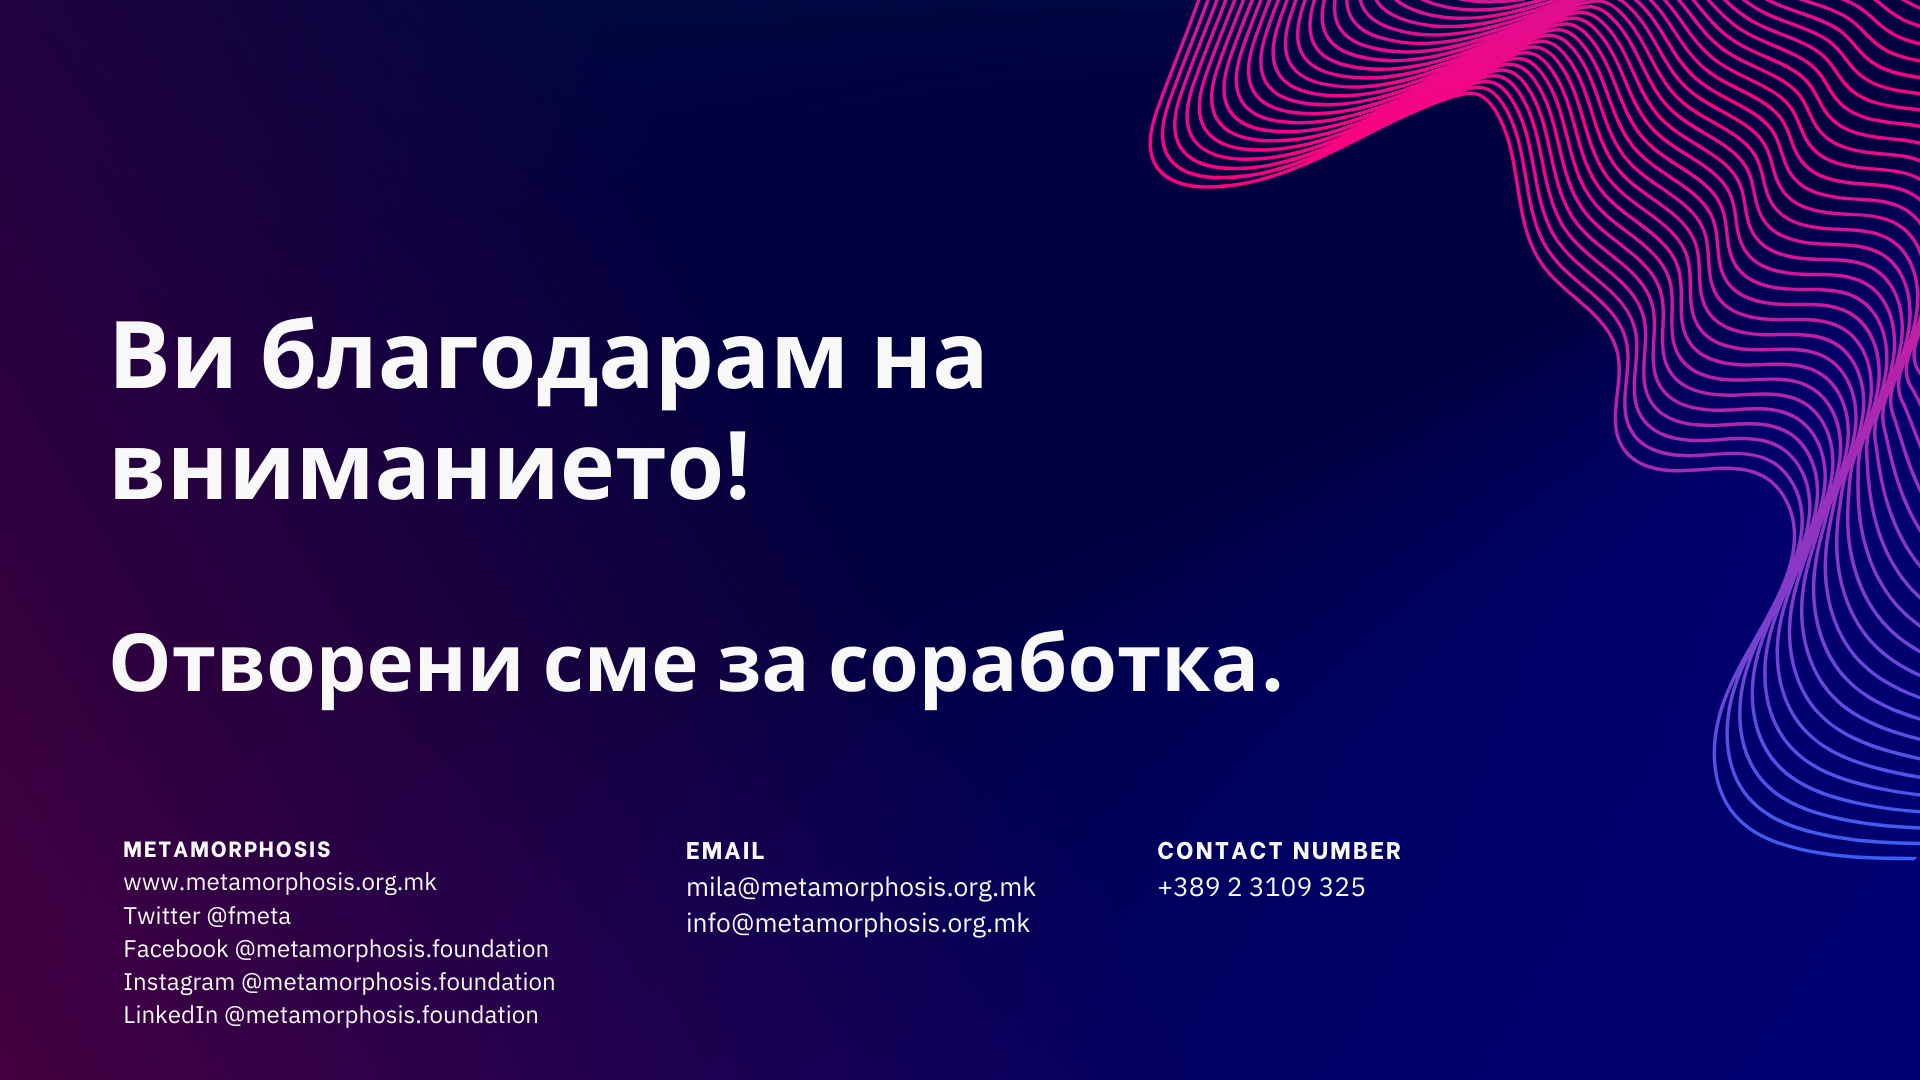 Ви благодарам на
вниманието!
Отворени сме за соработка.
METAMORPHOSIS
www.metamorphosis.org.mk
Twitter @fmeta
Facebook @metamorphosis.foundation
Instagram @metamorphosis.foundation
LinkedIn @metamorphosis.foundation
EMAIL
mila@metamorphosis.org.mk
info@metamorphosis.org.mk
CONTACT NUMBER
+389 2 3109 325